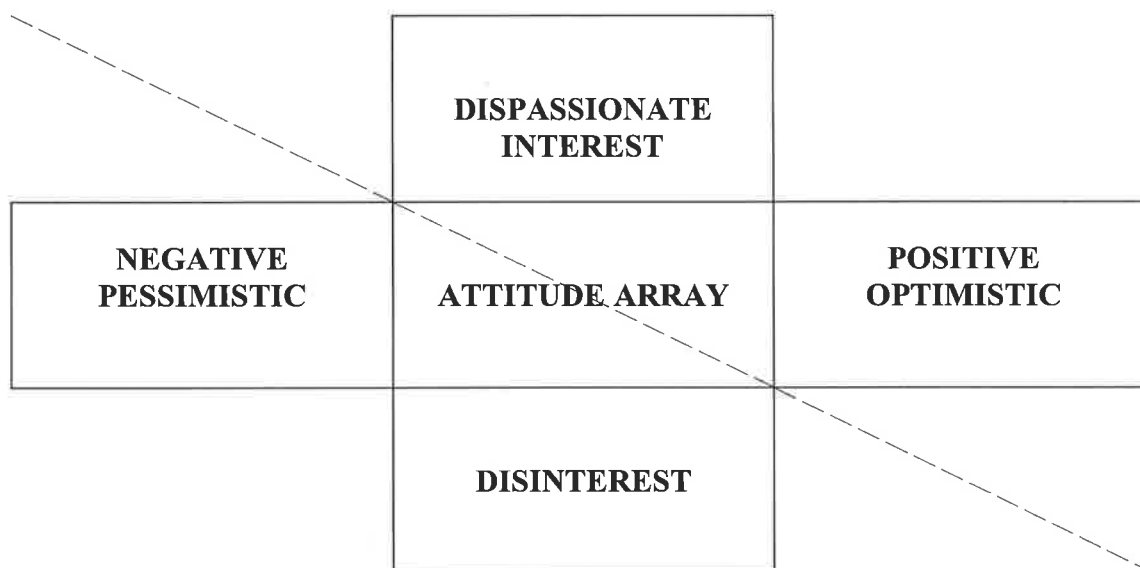 DISPASSIONATE
INTEREST
NEGATIVE
PESSIMISTIC
ATTITUDE ARRAY
POSITIVE
OPTIMISTIC
DISINTEREST